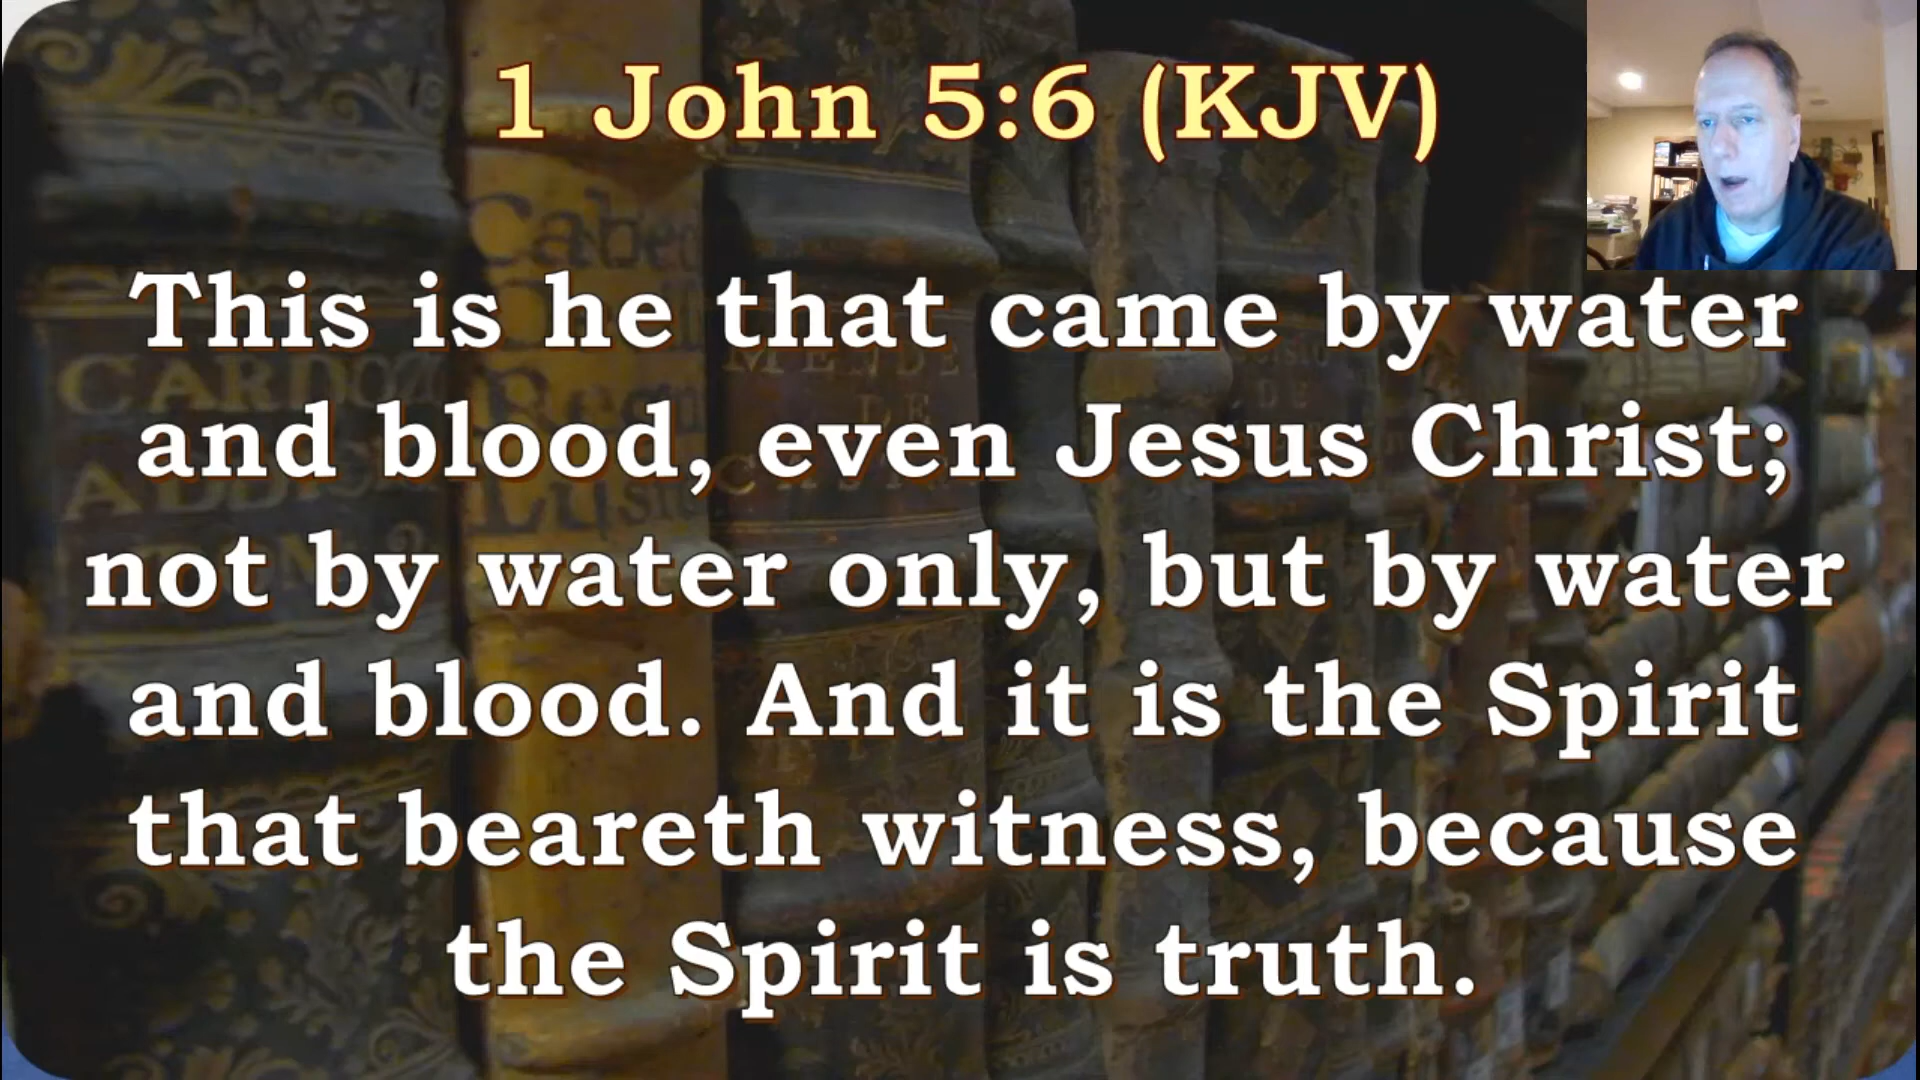 1 John 5:6 (KJV)
This is he that came by water
and blood, even Jesus Christ;
not by water only, but by water
and blood. And it is the Spirit
that beareth witness, because
the Spirit is truth.
CARDOZ